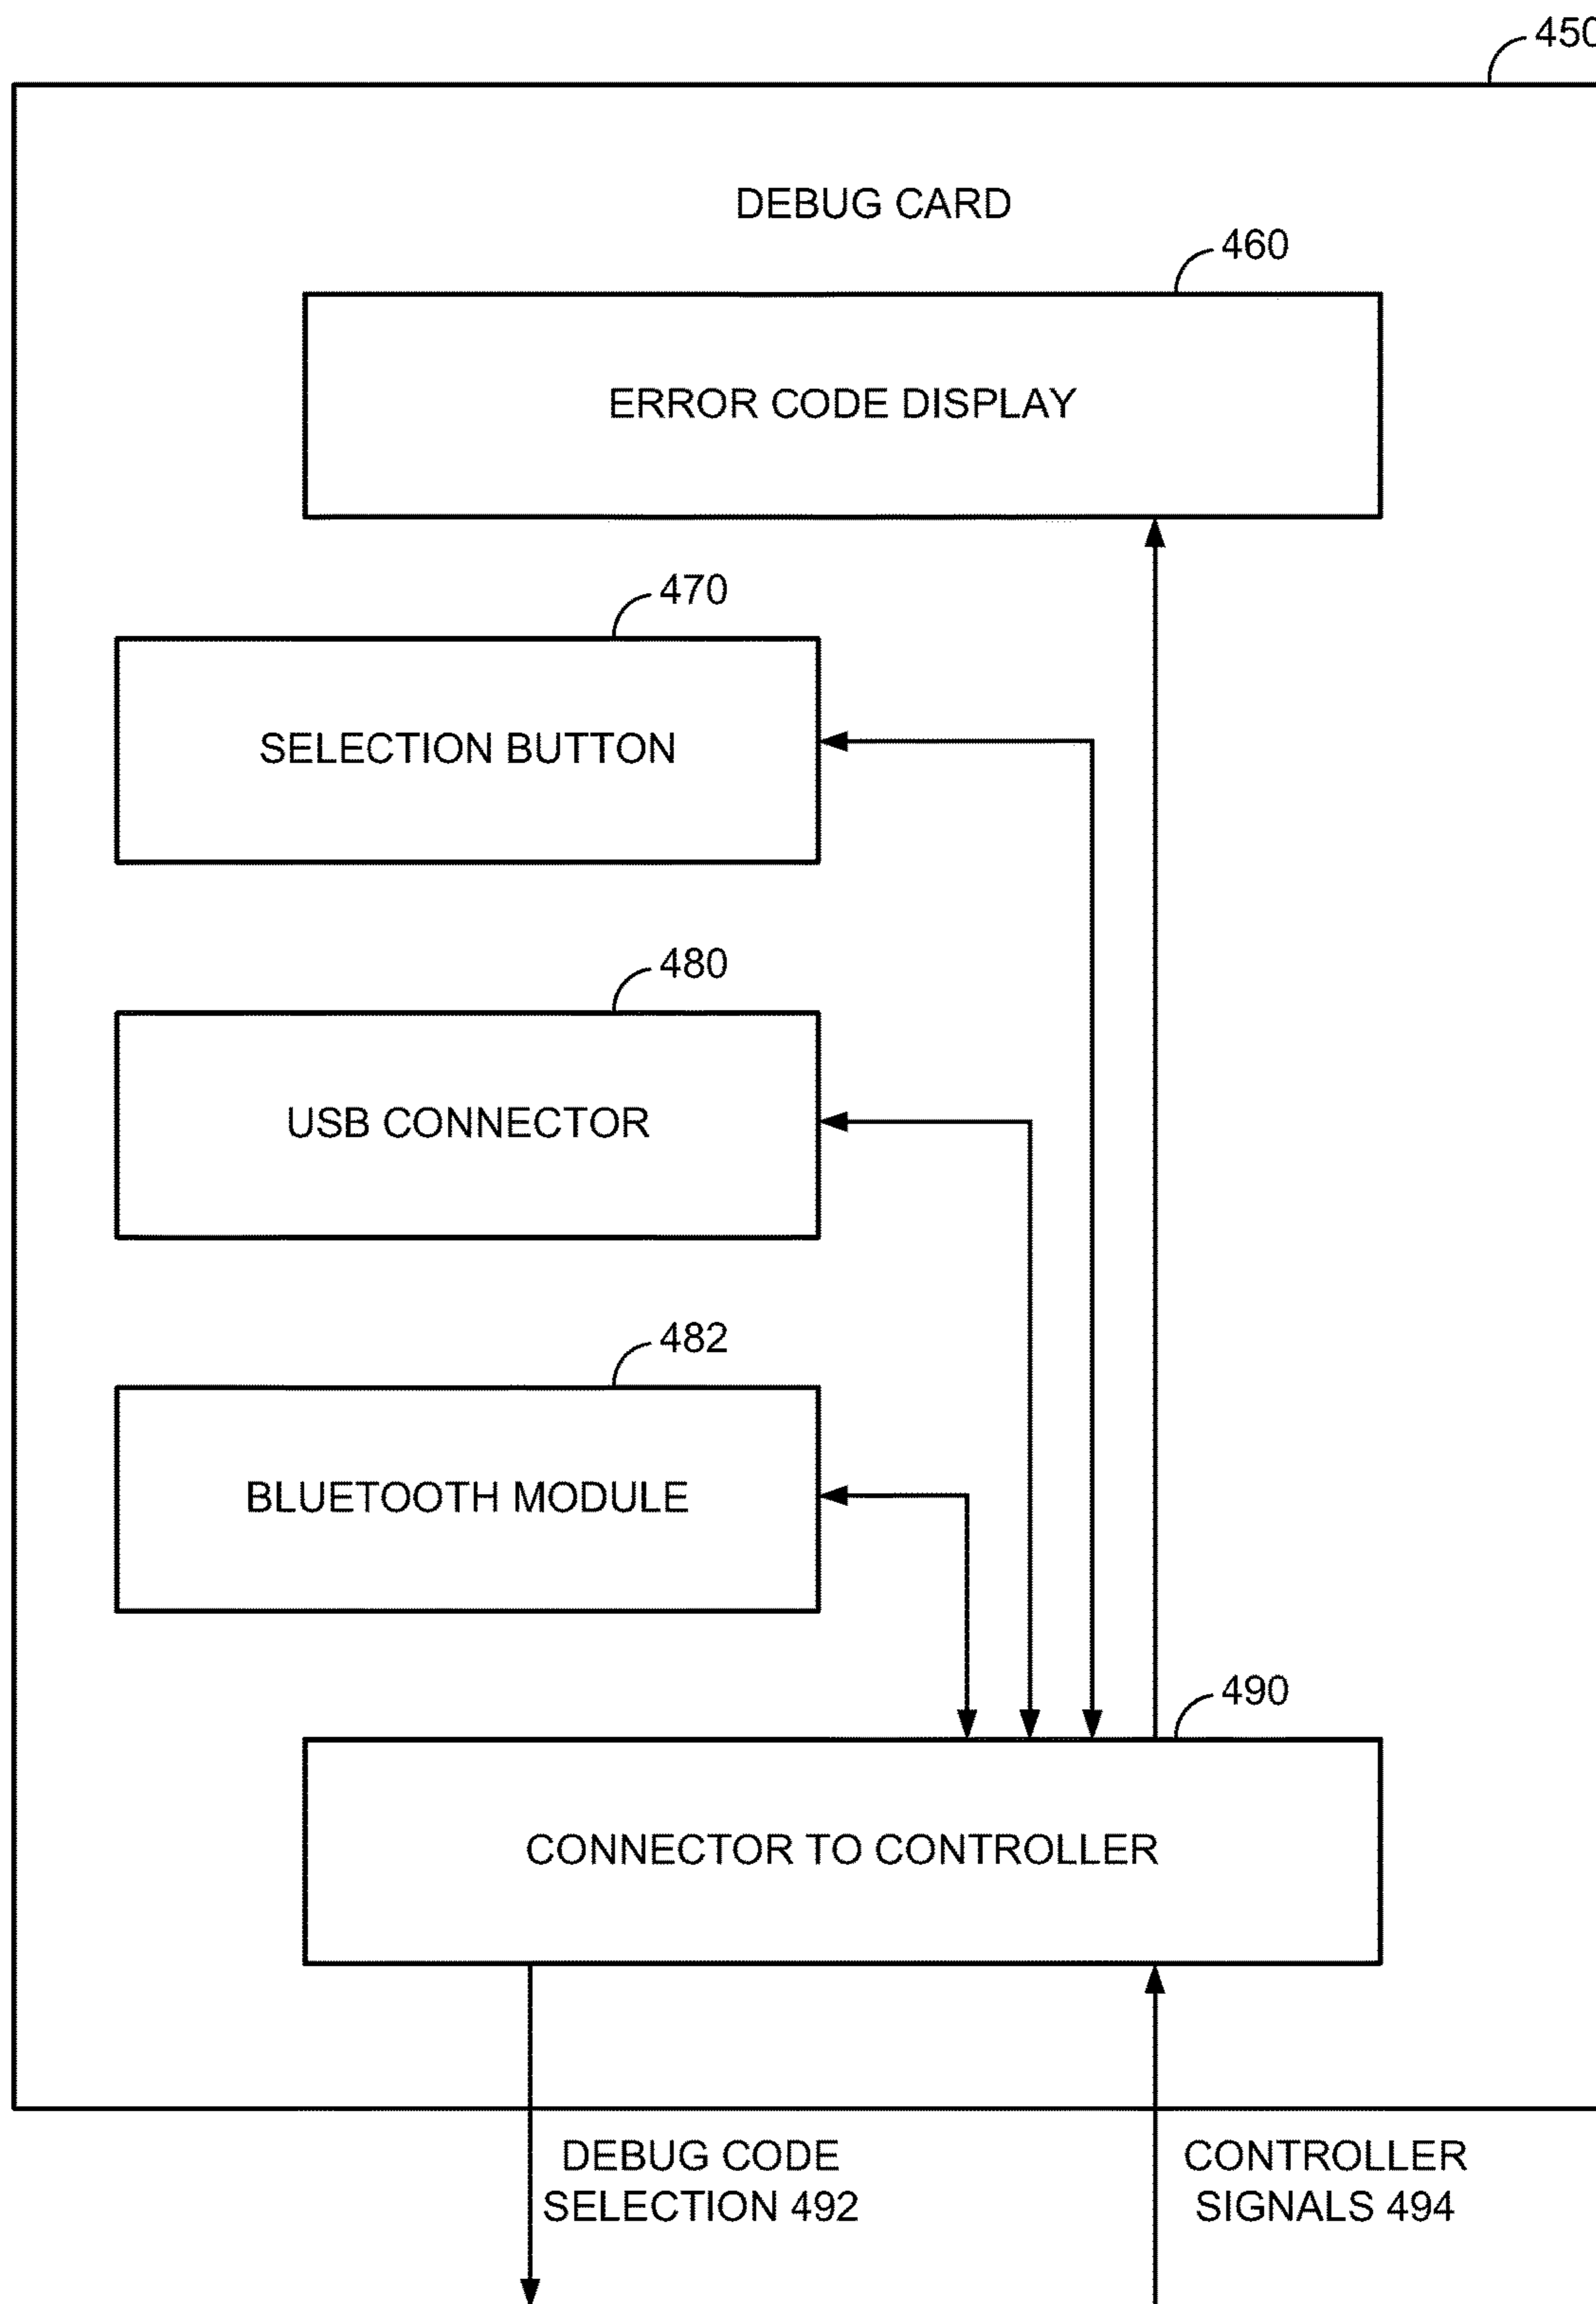 450
DEBUG CARD
460
ERROR CODE DISPLAY
470
SELECTION BUTTON
480
USB CONNECTOR
482
BLUETOOTH MODULE
490
CONNECTOR TO CONTROLLER
DEBUG CODE
SELECTION 492
CONTROLLER
SIGNALS 494